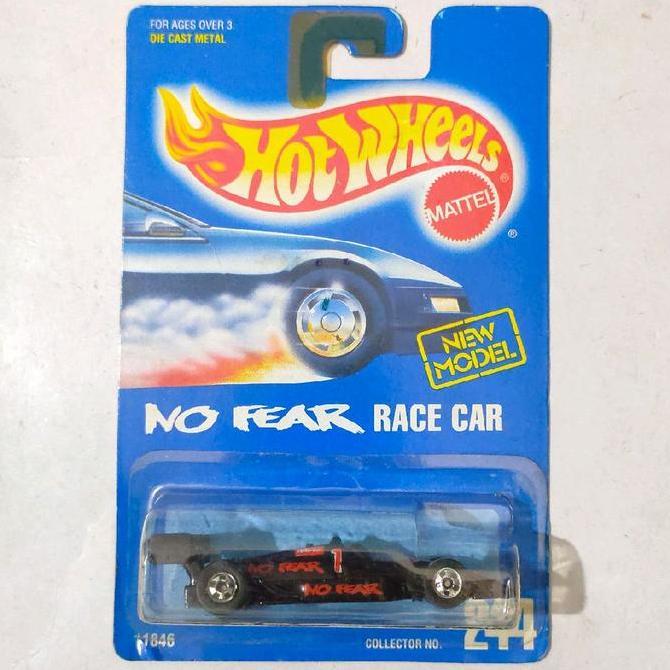 FOR AGES OVER 3
DIE CAST METAL
HOT WHEELS
®
MATTEL
®
NEW
MODEL
NO FEAR RACE CAR
1
NO FEAR
NO FEAR
11846
COLLECTOR NO.
244